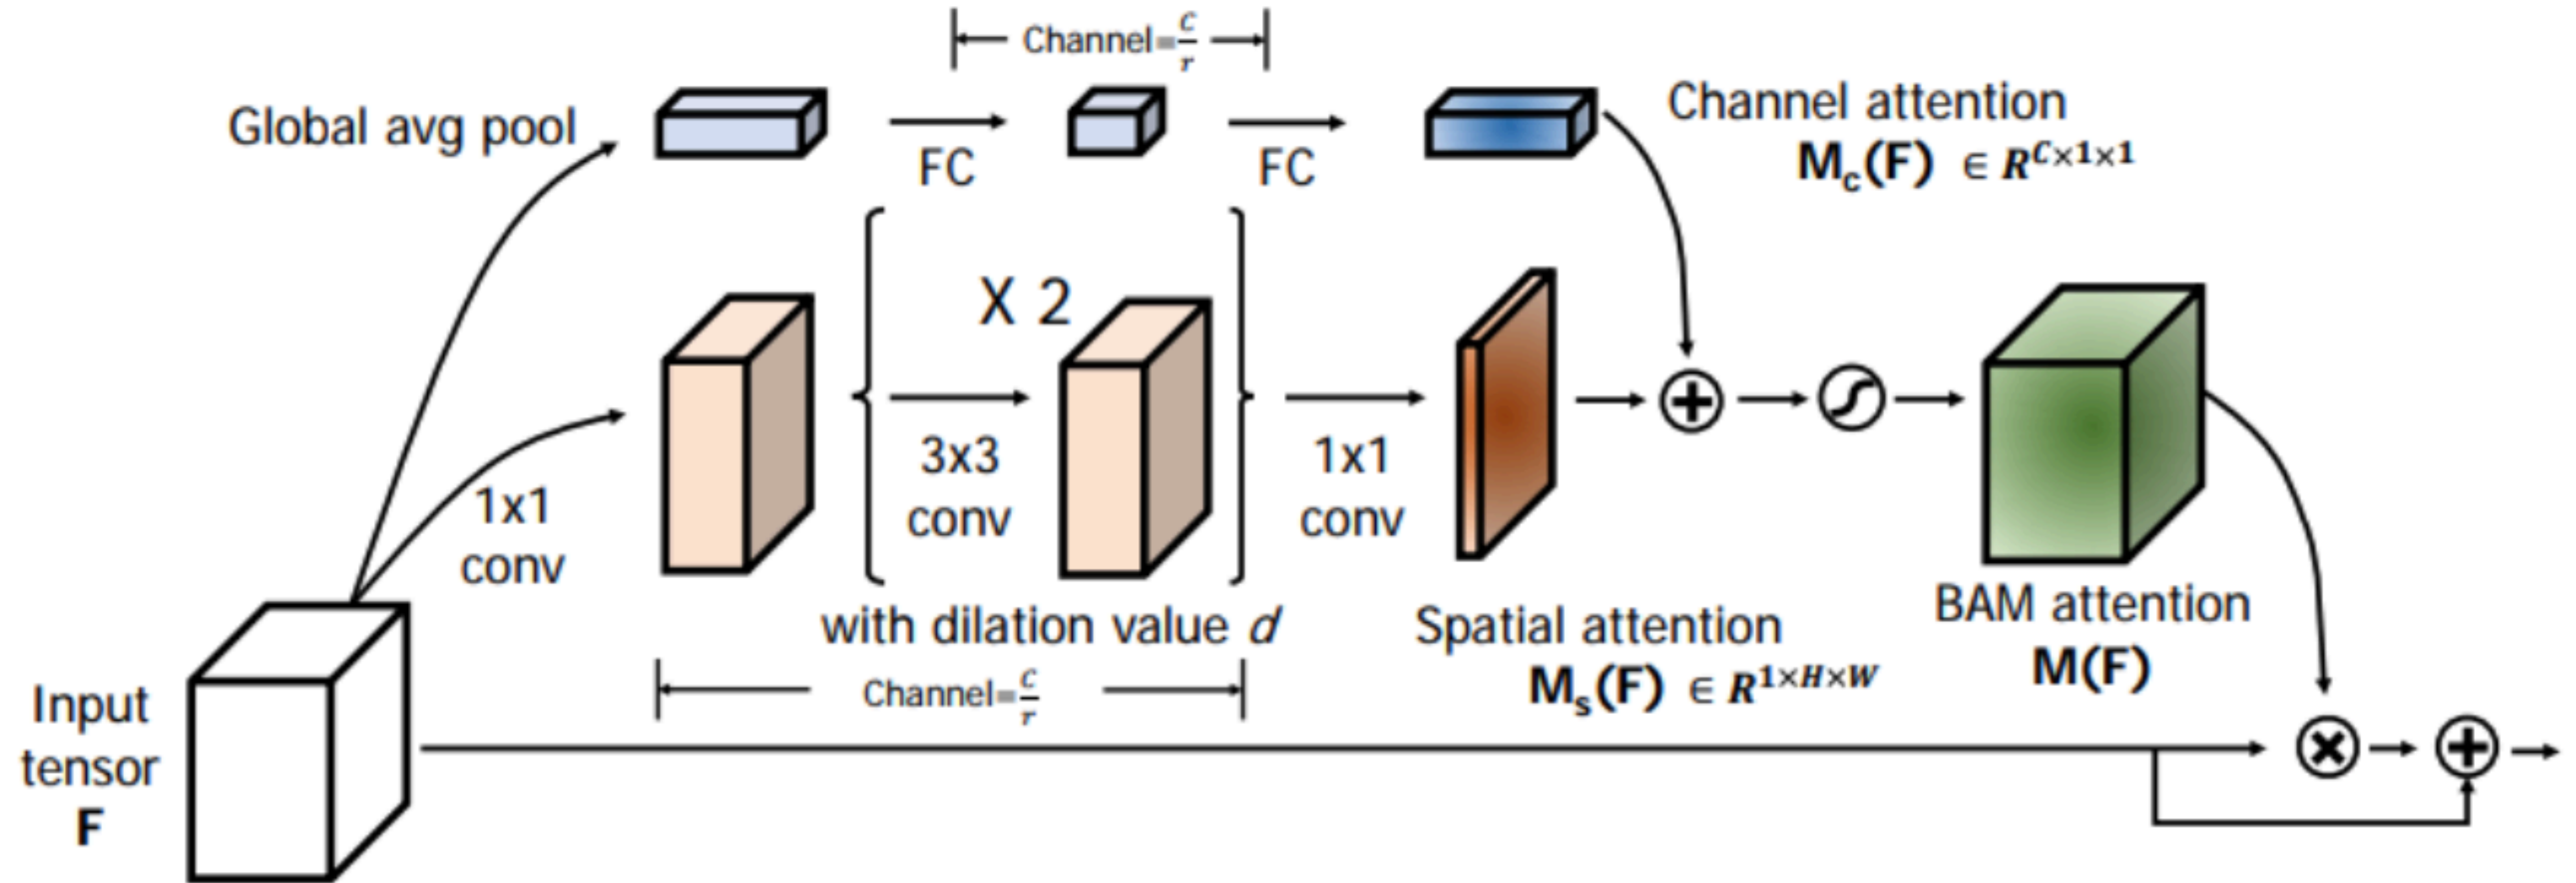 Channel=C/r
Global avg pool
FC
FC
Channel attention
Mc(F) ∈ R^C×1×1
X 2
1x1
conv
3x3
conv
1x1
conv
with dilation value d
Channel=C/r
Spatial attention
Ms(F) ∈ R^1×H×W
BAM attention
M(F)
Input
tensor
F